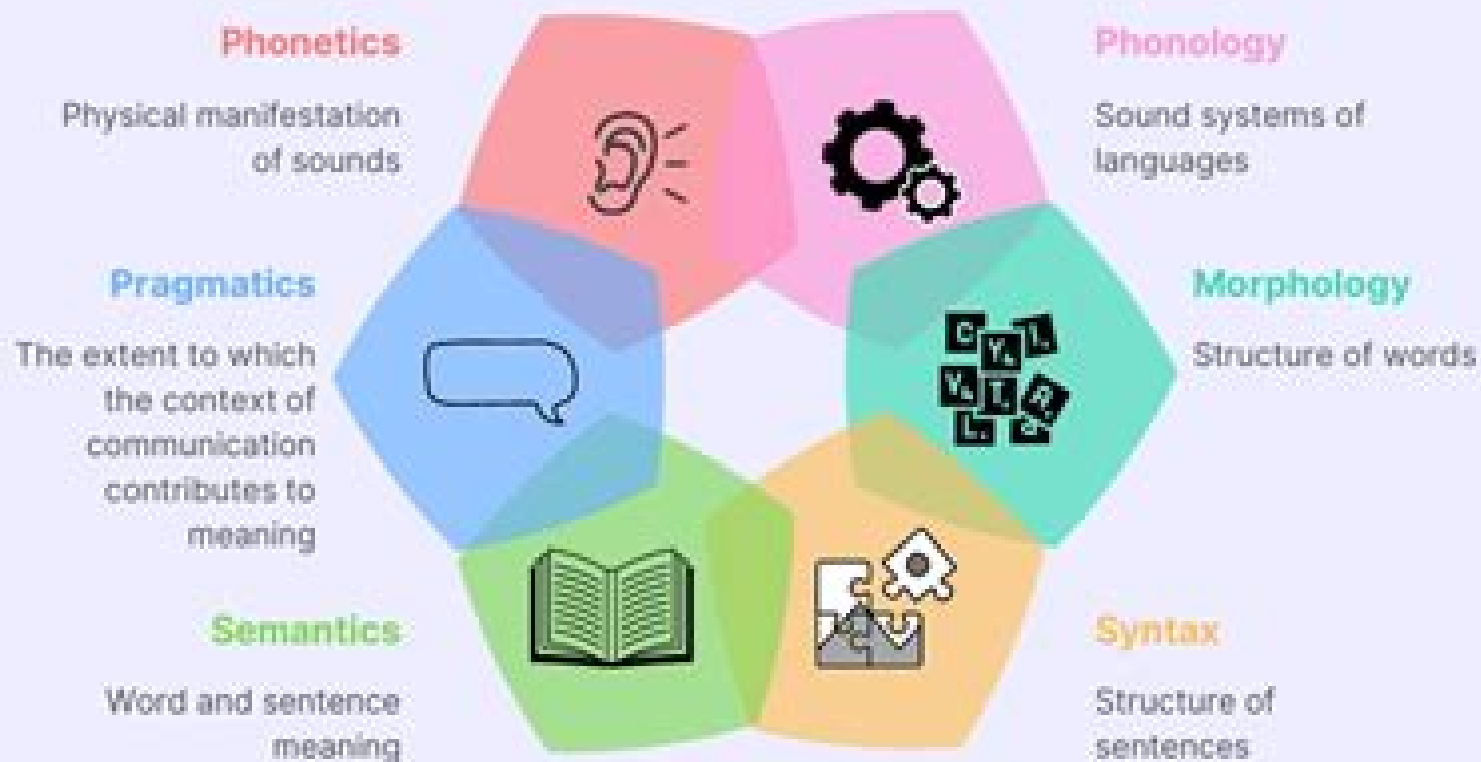 Phonetics
Physical manifestation
of sounds
Phonology
Sound systems of
languages
Pragmatics
The extent to which
the context of
communication
contributes to
meaning
Morphology
Structure of words
Semantics
Word and sentence
meaning
Syntax
Structure of
sentences